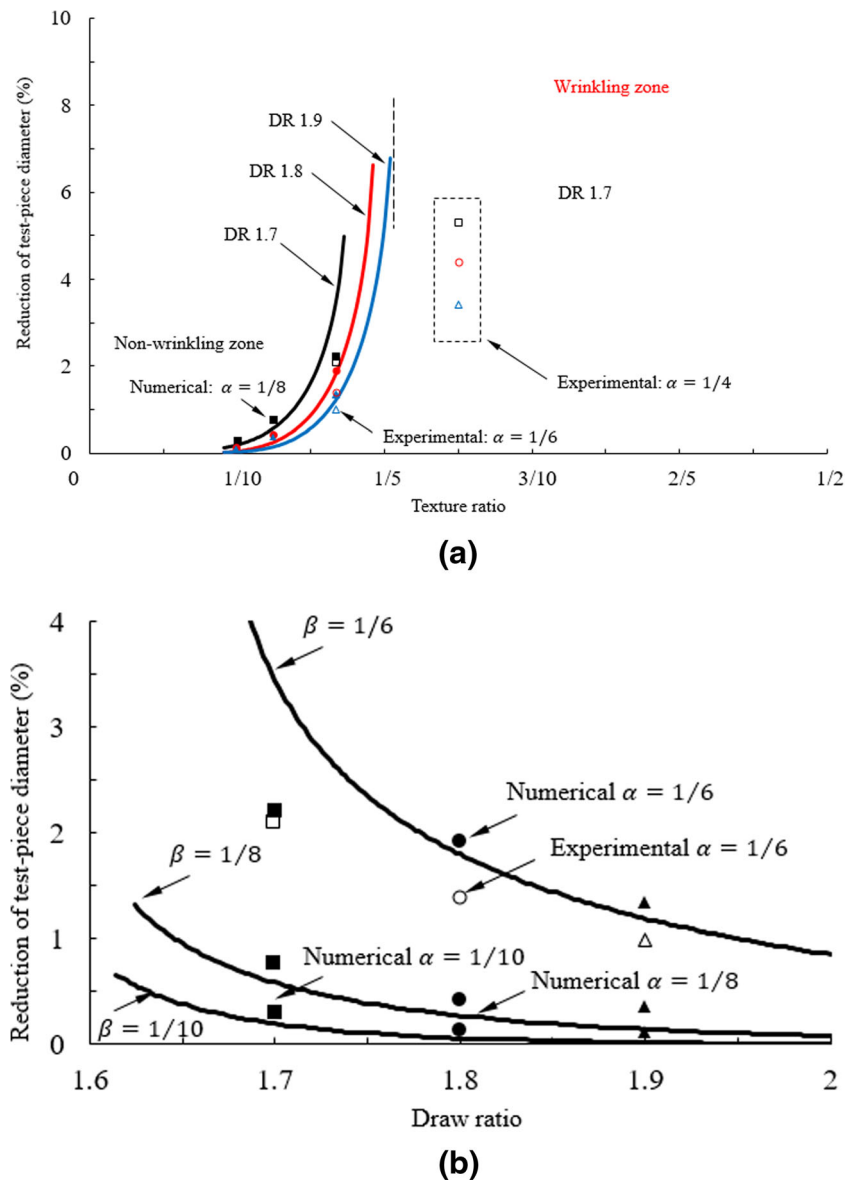 10
8
6
4
2
0
Reduction of test-piece diameter (%)
Wrinkling zone
DR 1.9
DR 1.8
DR 1.7
DR 1.7
Non-wrinkling zone
Numerical: α = 1/8
Experimental: α = 1/4
Experimental: α = 1/6
0 1/10 1/5 3/10 2/5 1/2
Texture ratio
(a)
4
3
2
1
0
Reduction of test-piece diameter (%)
β = 1/6
Numerical α = 1/6
Experimental α = 1/6
β = 1/8
Numerical α = 1/10
Numerical α = 1/8
β = 1/10
1.6 1.7 1.8 1.9 2
Draw ratio
(b)